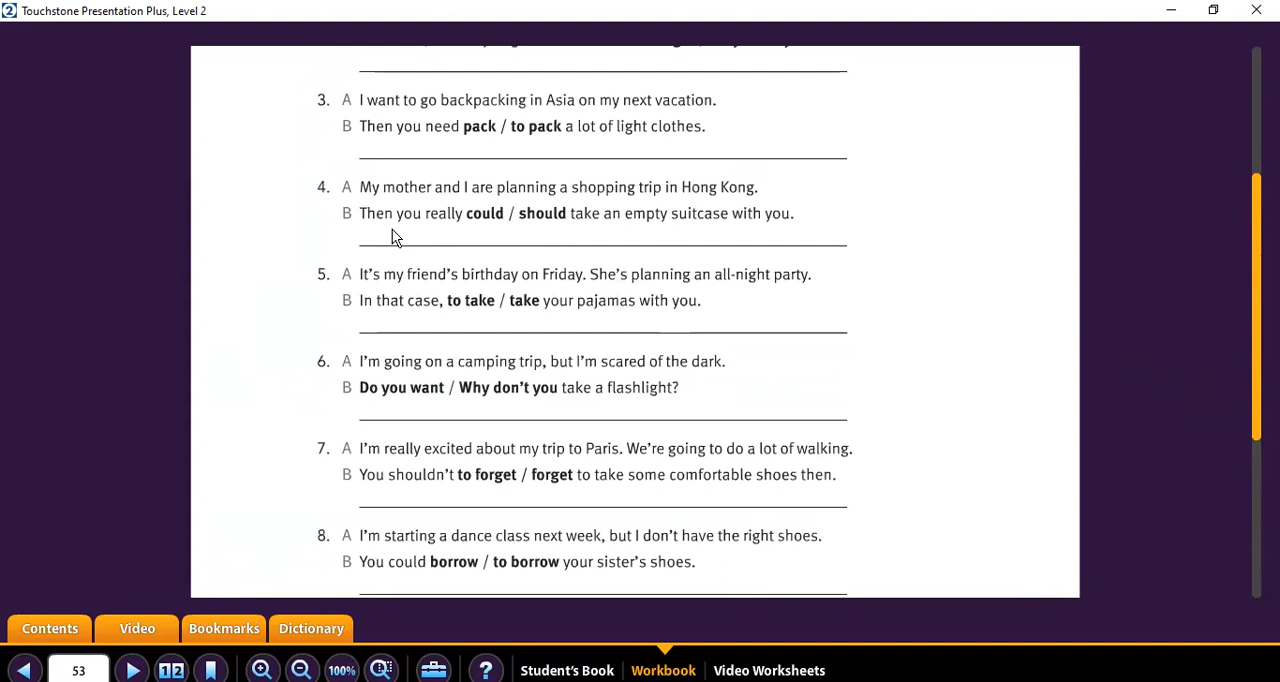 Touchstone Presentation Plus, Level 2
3. A I want to go backpacking in Asia on my next vacation.
B Then you need pack / to pack a lot of light clothes.
4. A My mother and I are planning a shopping trip in Hong Kong.
B Then you really could / should take an empty suitcase with you.
5. A It's my friend's birthday on Friday. She's planning an all-night party.
B In that case, to take / take your pajamas with you.
6. A I'm going on a camping trip, but I'm scared of the dark.
B Do you want / Why don't you take a flashlight?
7. A I'm really excited about my trip to Paris. We're going to do a lot of walking.
B You shouldn't to forget / forget to take some comfortable shoes then.
8. A I'm starting a dance class next week, but I don't have the right shoes.
B You could borrow / to borrow your sister's shoes.
Contents Video Bookmarks Dictionary
53 12 100% ? Student's Book Workbook Video Worksheets